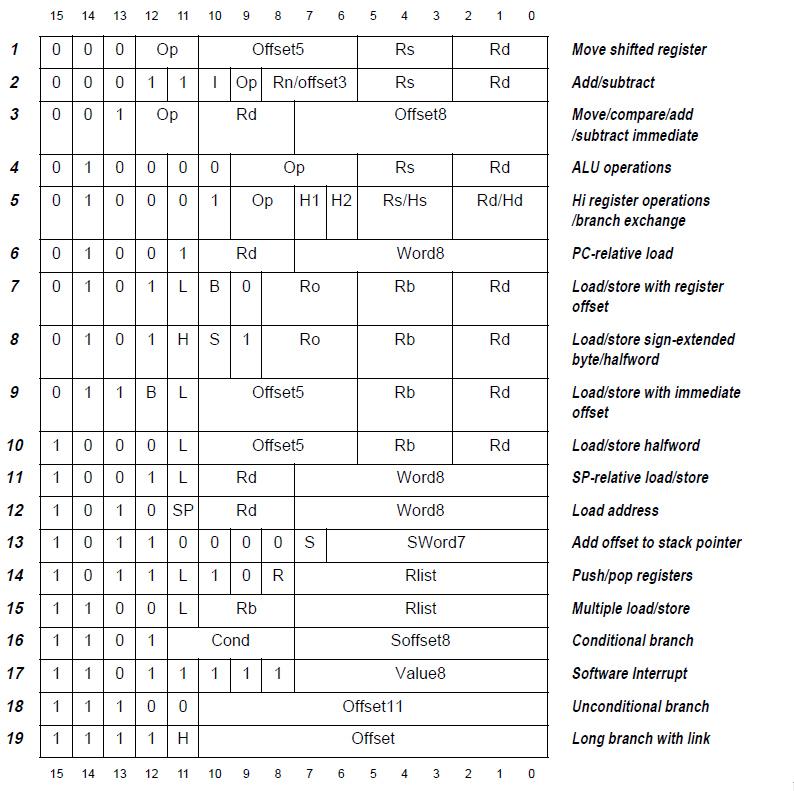 15 14 13 12 11 10 9 8 7 6 5 4 3 2 1 0
1 0 0 0 Op Offset5 Rs Rd Move shifted register
2 0 0 0 1 1 I Op Rn/offset3 Rs Rd Add/subtract
3 0 0 1 Op Rd Offset8 Move/compare/add
/subtract immediate
4 0 1 0 0 0 0 Op Rs Rd ALU operations
5 0 1 0 0 0 1 Op H1 H2 Rs/Hs Rd/Hd Hi register operations
/branch exchange
6 0 1 0 0 1 Rd Word8 PC-relative load
7 0 1 0 1 L B 0 Ro Rb Rd Load/store with register
offset
8 0 1 0 1 H S 1 Ro Rb Rd Load/store sign-extended
byte/halfword
9 0 1 1 B L Offset5 Rb Rd Load/store with immediate
offset
10 1 0 0 0 L Offset5 Rb Rd Load/store halfword
11 1 0 0 1 L Rd Word8 SP-relative load/store
12 1 0 1 0 SP Rd Word8 Load address
13 1 0 1 1 0 0 0 0 S SWord7 Add offset to stack pointer
14 1 0 1 1 L 1 0 R Rlist Push/pop registers
15 1 1 0 0 L Rb Rlist Multiple load/store
16 1 1 0 1 Cond Soffset8 Conditional branch
17 1 1 0 1 1 1 1 1 Value8 Software Interrupt
18 1 1 1 0 0 Offset11 Unconditional branch
19 1 1 1 1 H Offset Long branch with link
15 14 13 12 11 10 9 8 7 6 5 4 3 2 1 0